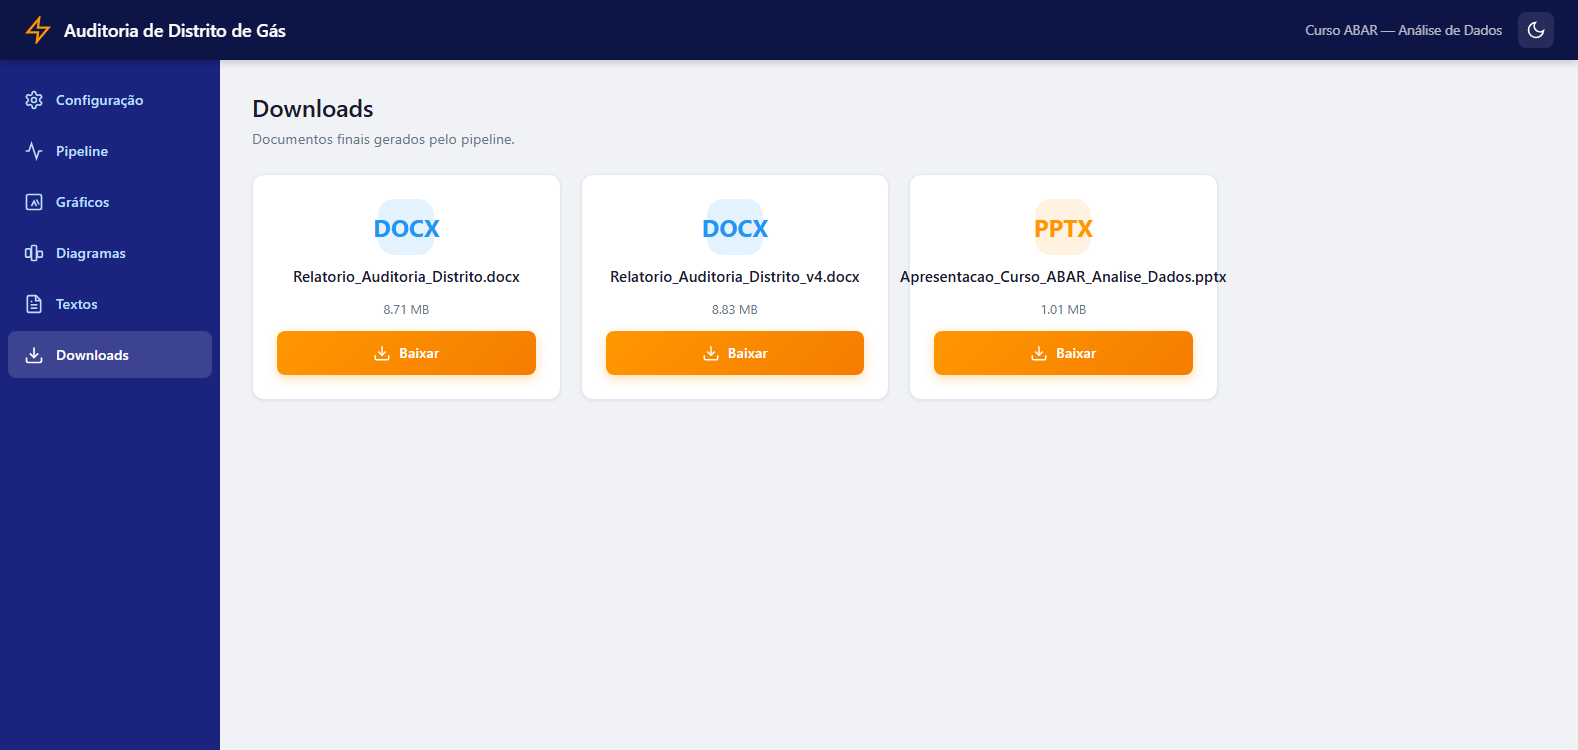 Auditoria de Distrito de Gás
Curso ABAR — Análise de Dados
Configuração
Pipeline
Gráficos
Diagramas
Textos
Downloads
Downloads
Documentos finais gerados pelo pipeline.
DOCX
Relatorio_Auditoria_Distrito.docx
8.71 MB
Baixar
DOCX
Relatorio_Auditoria_Distrito_v4.docx
8.83 MB
Baixar
PPTX
Apresentacao_Curso_ABAR_Analise_Dados.pptx
1.01 MB
Baixar